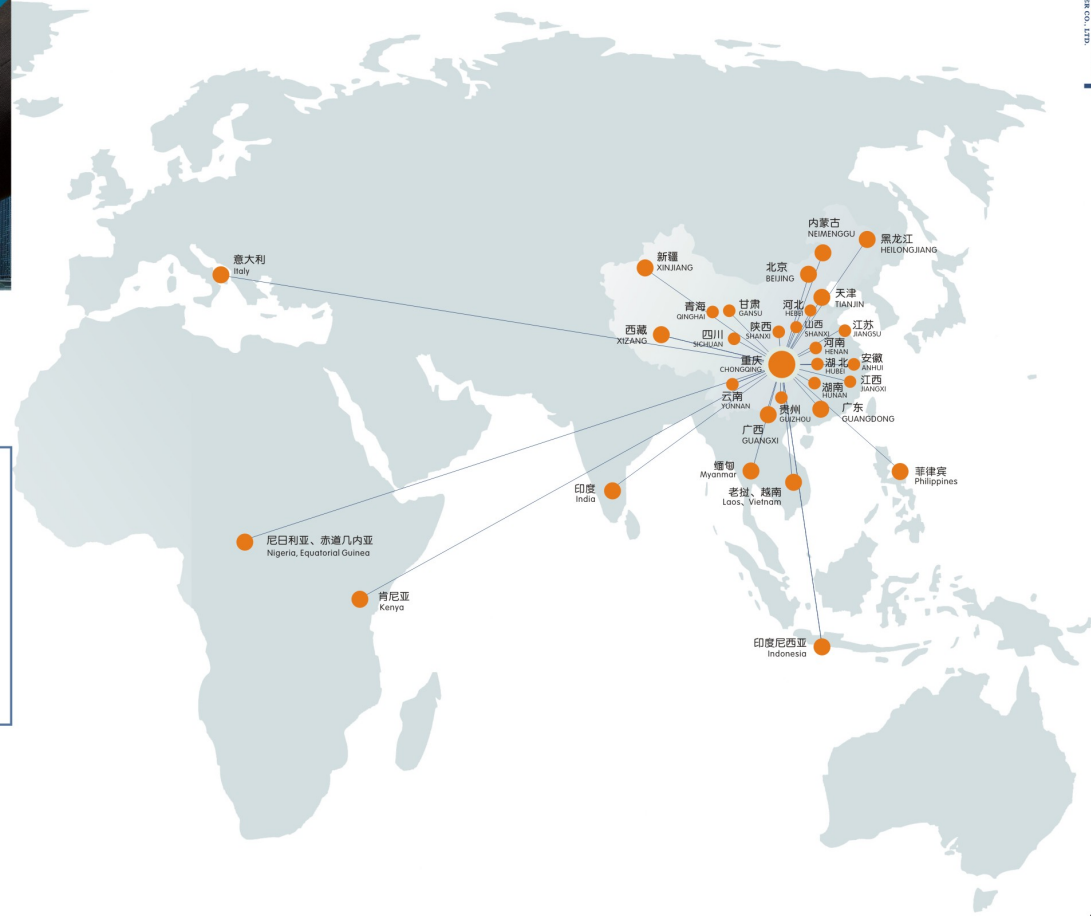 ER CO., LTD.
内蒙古
NEIMENGGU
黑龙江
HEILONGJIANG
意大利
Italy
新疆
XINJIANG
北京
BEIJING
天津
TIANJIN
青海
QINGHAI
甘肃
GANSU
河北
HEBEI
陕西
SHANXI
山西
SHANXI
江苏
JIANGSU
西藏
XIZANG
四川
SICHUAN
河南
HENAN
重庆
CHONGQING
湖北
HUBEI
安徽
ANHUI
江西
JIANGXI
云南
YUNNAN
湖南
HUNAN
贵州
GUIZHOU
广东
GUANGDONG
广西
GUANGXI
缅甸
Myanmar
菲律宾
Philippines
印度
India
老挝、越南
Laos, Vietnam
尼日利亚、赤道几内亚
Nigeria, Equatorial Guinea
肯尼亚
Kenya
印度尼西亚
Indonesia